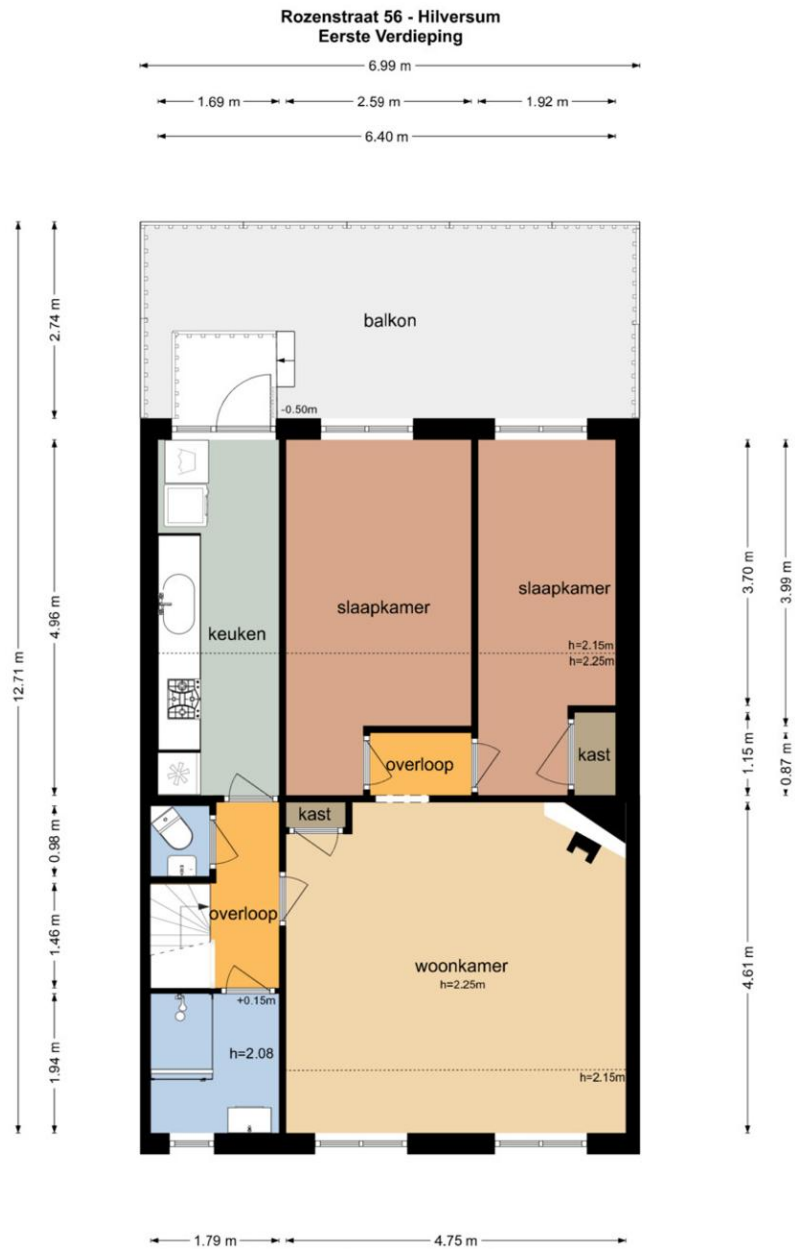 Rozenstraat 56 - Hilversum
Eerste Verdieping
6.99 m
1.69 m
2.59 m
1.92 m
6.40 m
2.74 m
balkon
-0.50m
4.96 m
12.71 m
keuken
slaapkamer
slaapkamer
h=2.15m
h=2.25m
3.70 m
3.99 m
overloop
kast
1.15 m
0.87 m
kast
0.98 m
overloop
1.46 m
woonkamer
h=2.25m
4.61 m
+0.15m
h=2.08
1.94 m
h=2.15m
1.79 m
4.75 m